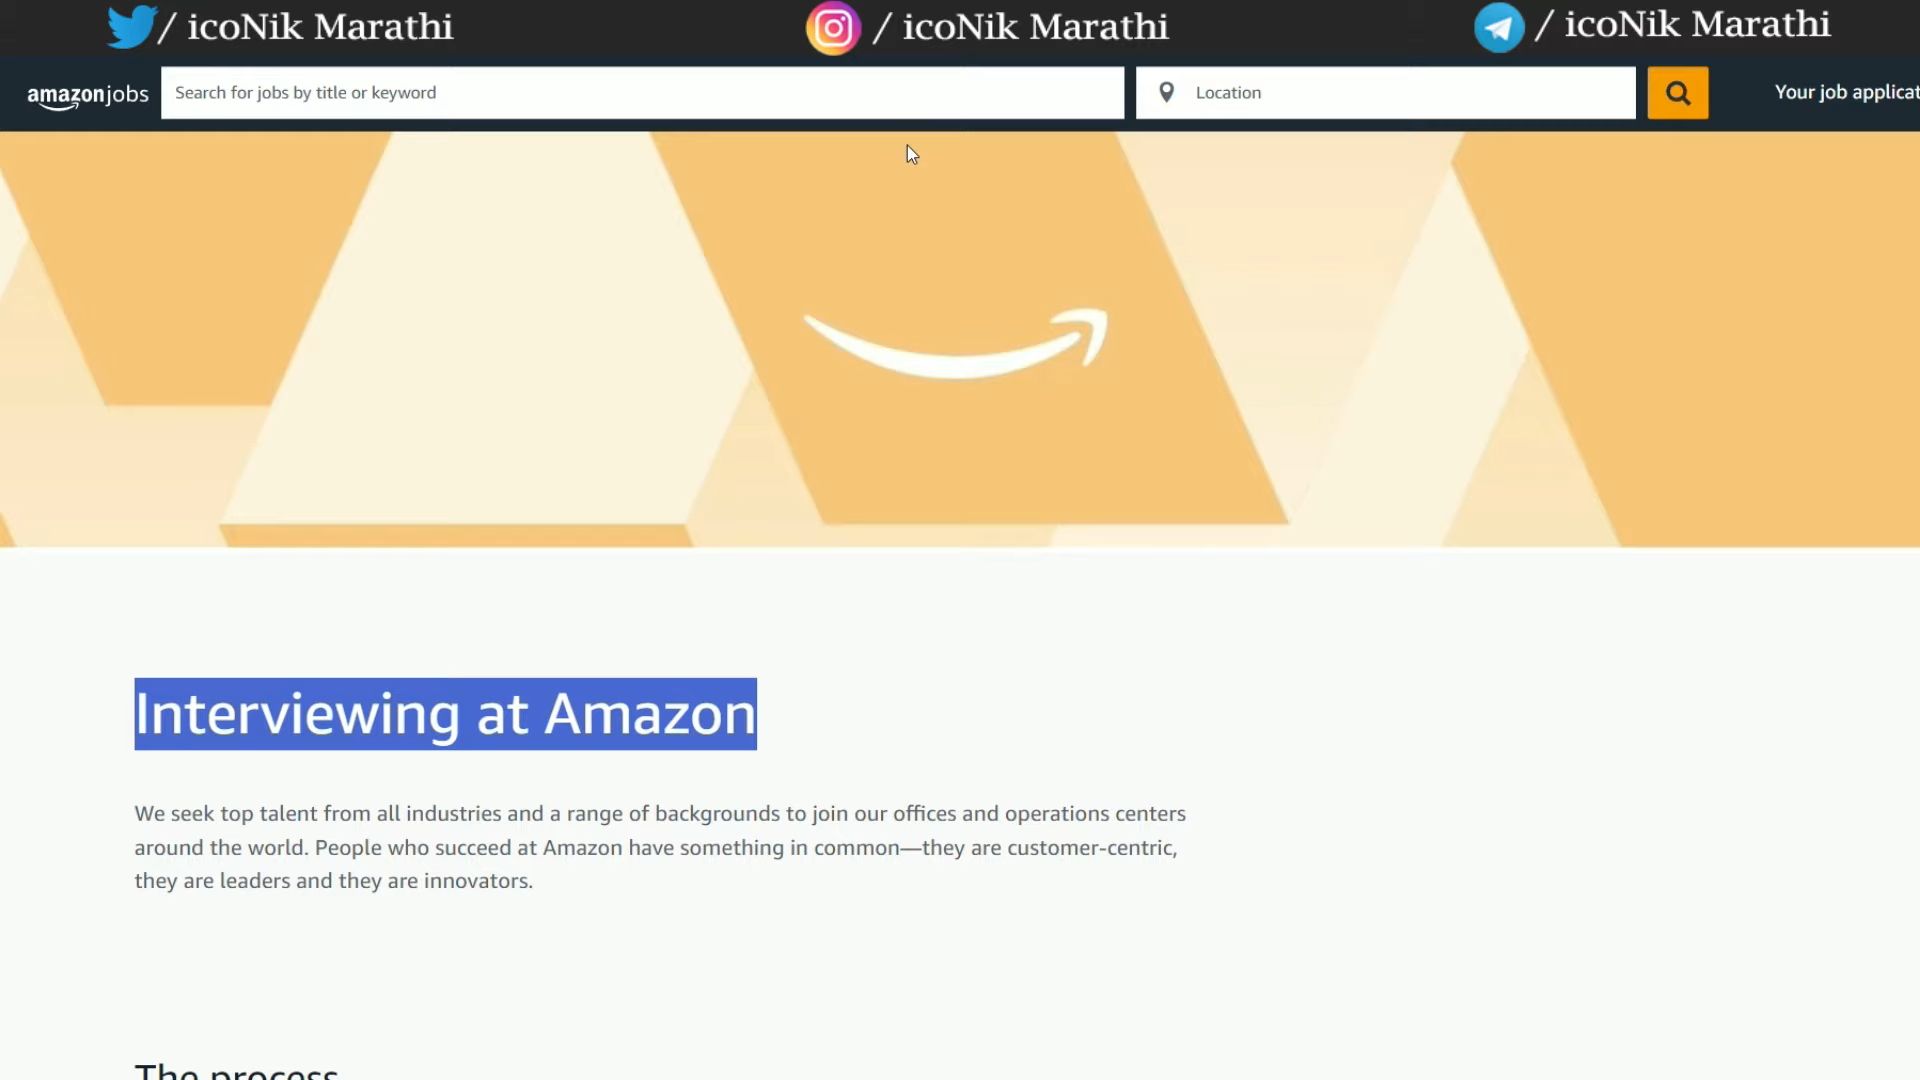 / icoNik Marathi
/ icoNik Marathi
/ icoNik Marathi
amazonjobs
Search for jobs by title or keyword
Location
Your job applicat
Interviewing at Amazon
We seek top talent from all industries and a range of backgrounds to join our offices and operations centers
around the world. People who succeed at Amazon have something in common—they are customer-centric,
they are leaders and they are innovators.
The process